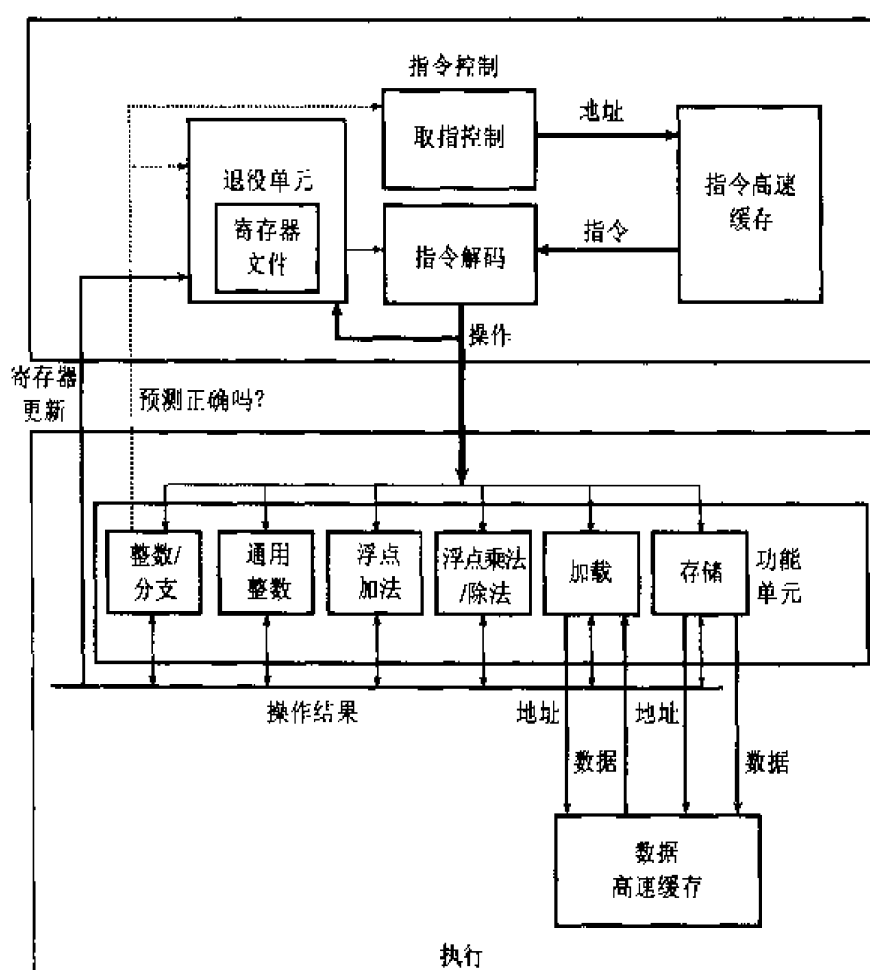 指令控制
取指控制
地址
指令高速
缓存
退役单元
寄存器
文件
指令解码
指令
操作
寄存器
更新
预测正确吗?
整数/
分支
通用
整数
浮点
加法
浮点乘法
/除法
加载
存储
功能
单元
操作结果
地址
地址
数据
数据
数据
高速缓存
执行